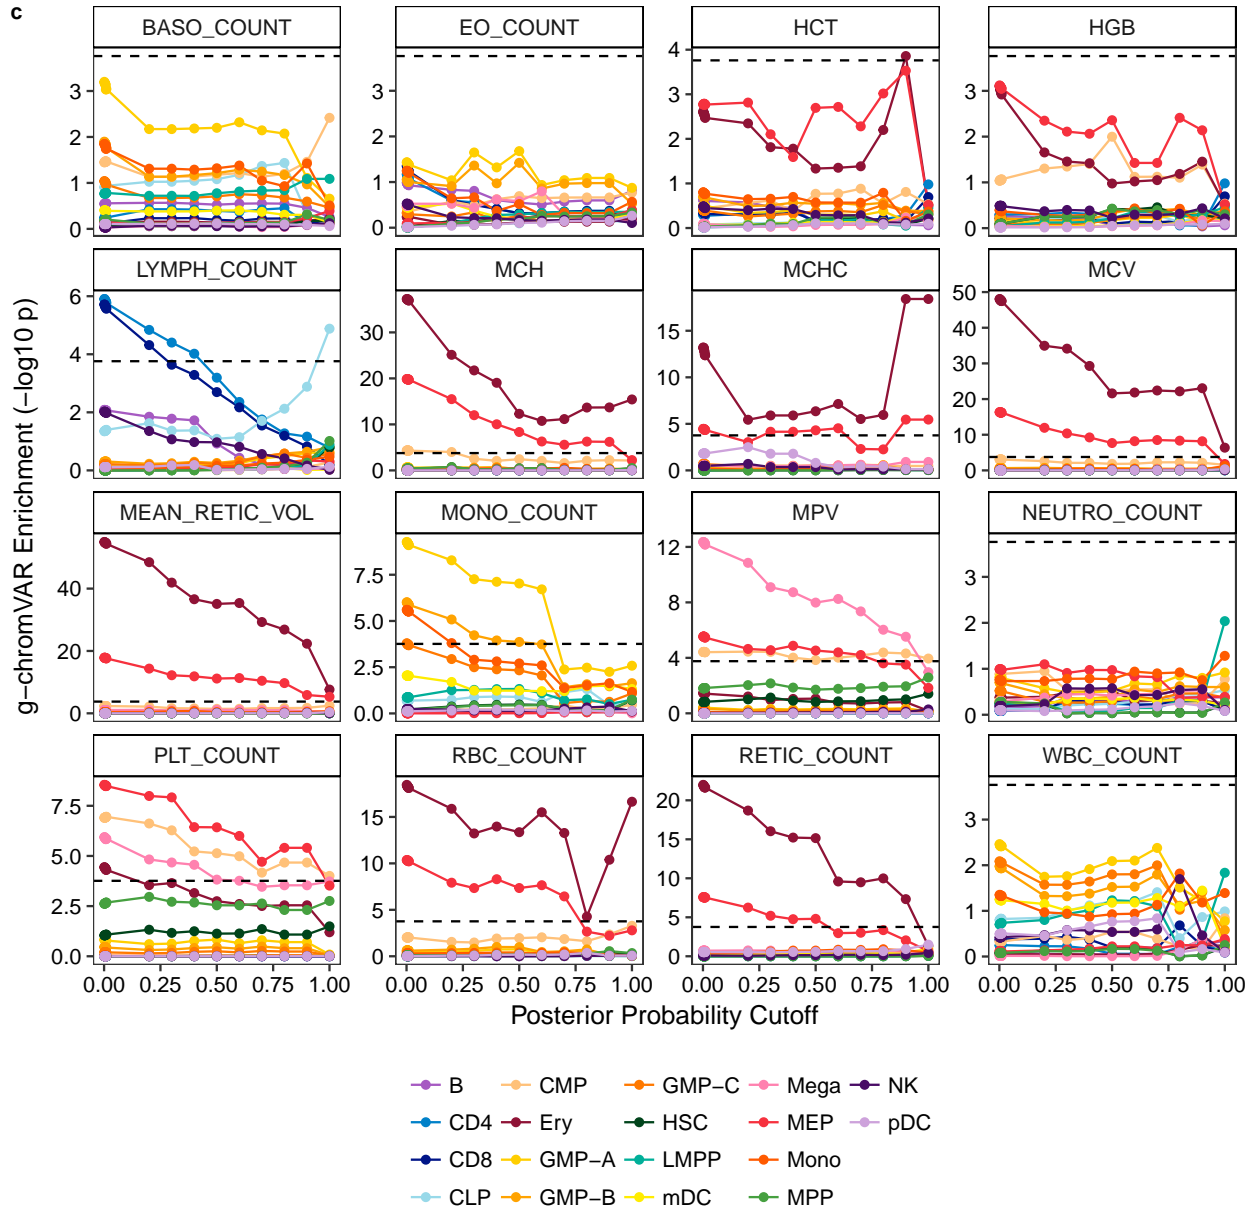 c
BASO_COUNT EO_COUNT HCT HGB
3 2 1 0
3 2 1 0
4 3 2 1 0
3 2 1 0
LYMPH_COUNT MCH MCHC MCV
6 4 2 0
30 20 10 0
15 10 5 0
50 40 30 20 10 0
g−chromVAR Enrichment (−log10 p)
MEAN_RETIC_VOL MONO_COUNT MPV NEUTRO_COUNT
40 20 0
7.5 5.0 2.5 0.0
12 8 4 0
3 2 1 0
PLT_COUNT RBC_COUNT RETIC_COUNT WBC_COUNT
7.5 5.0 2.5 0.0
15 10 5 0
20 15 10 5 0
3 2 1 0
0.00 0.25 0.50 0.75 1.00 0.00 0.25 0.50 0.75 1.00 0.00 0.25 0.50 0.75 1.00 0.00 0.25 0.50 0.75 1.00
Posterior Probability Cutoff
B CMP GMP−C Mega NK
CD4 Ery HSC MEP pDC
CD8 GMP−A LMPP Mono
CLP GMP−B mDC MPP